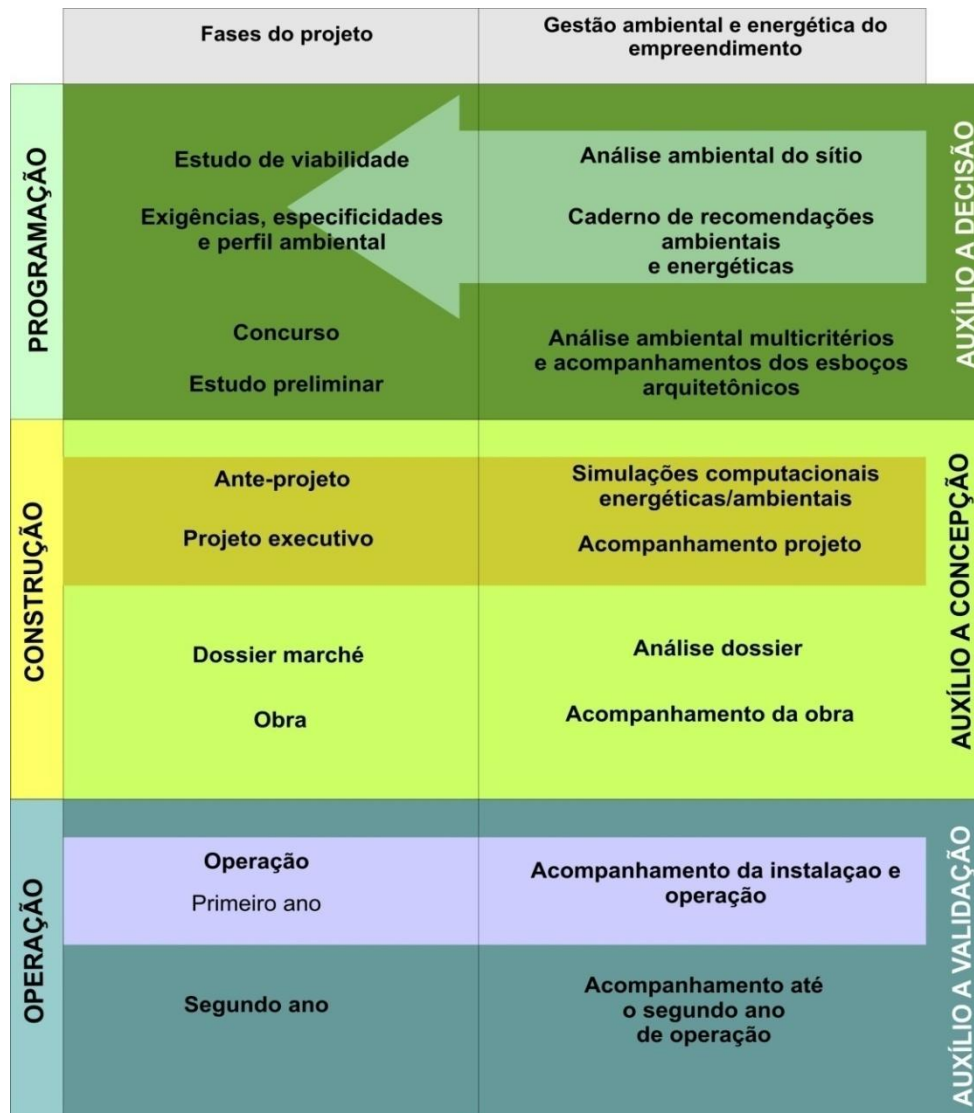 Fases do projeto
Gestão ambiental e energética do
empreendimento
PROGRAMAÇÃO
Estudo de viabilidade
Análise ambiental do sítio
Exigências, especificidades
e perfil ambiental
Caderno de recomendações
ambientais
e energéticas
Concurso
Estudo preliminar
Análise ambiental multicritérios
e acompanhamentos dos esboços
arquitetônicos
AUXÍLIO A DECISÃO
CONSTRUÇÃO
Ante-projeto
Simulações computacionais
energéticas/ambientais
Projeto executivo
Acompanhamento projeto
Dossier marché
Análise dossier
Obra
Acompanhamento da obra
AUXÍLIO A CONCEPÇÃO
OPERAÇÃO
Operação
Primeiro ano
Acompanhamento da instalaçao e
operação
Segundo ano
Acompanhamento até
o segundo ano
de operação
AUXÍLIO A VALIDAÇÃO